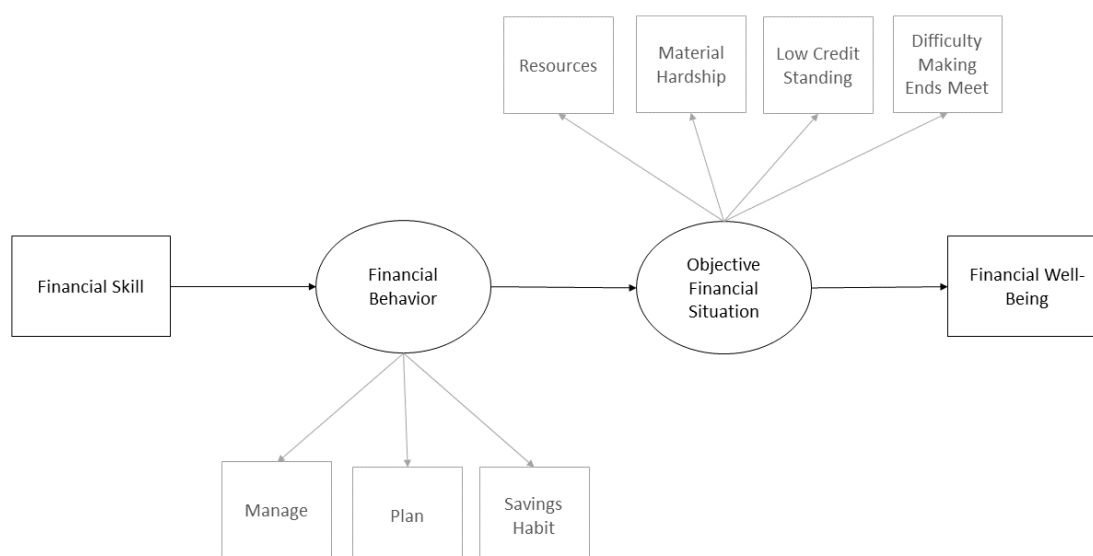 Resources
Material
Hardship
Low Credit
Standing
Difficulty
Making
Ends Meet
Financial Skill
Financial
Behavior
Objective
Financial
Situation
Financial Well-
Being
Manage
Plan
Savings
Habit